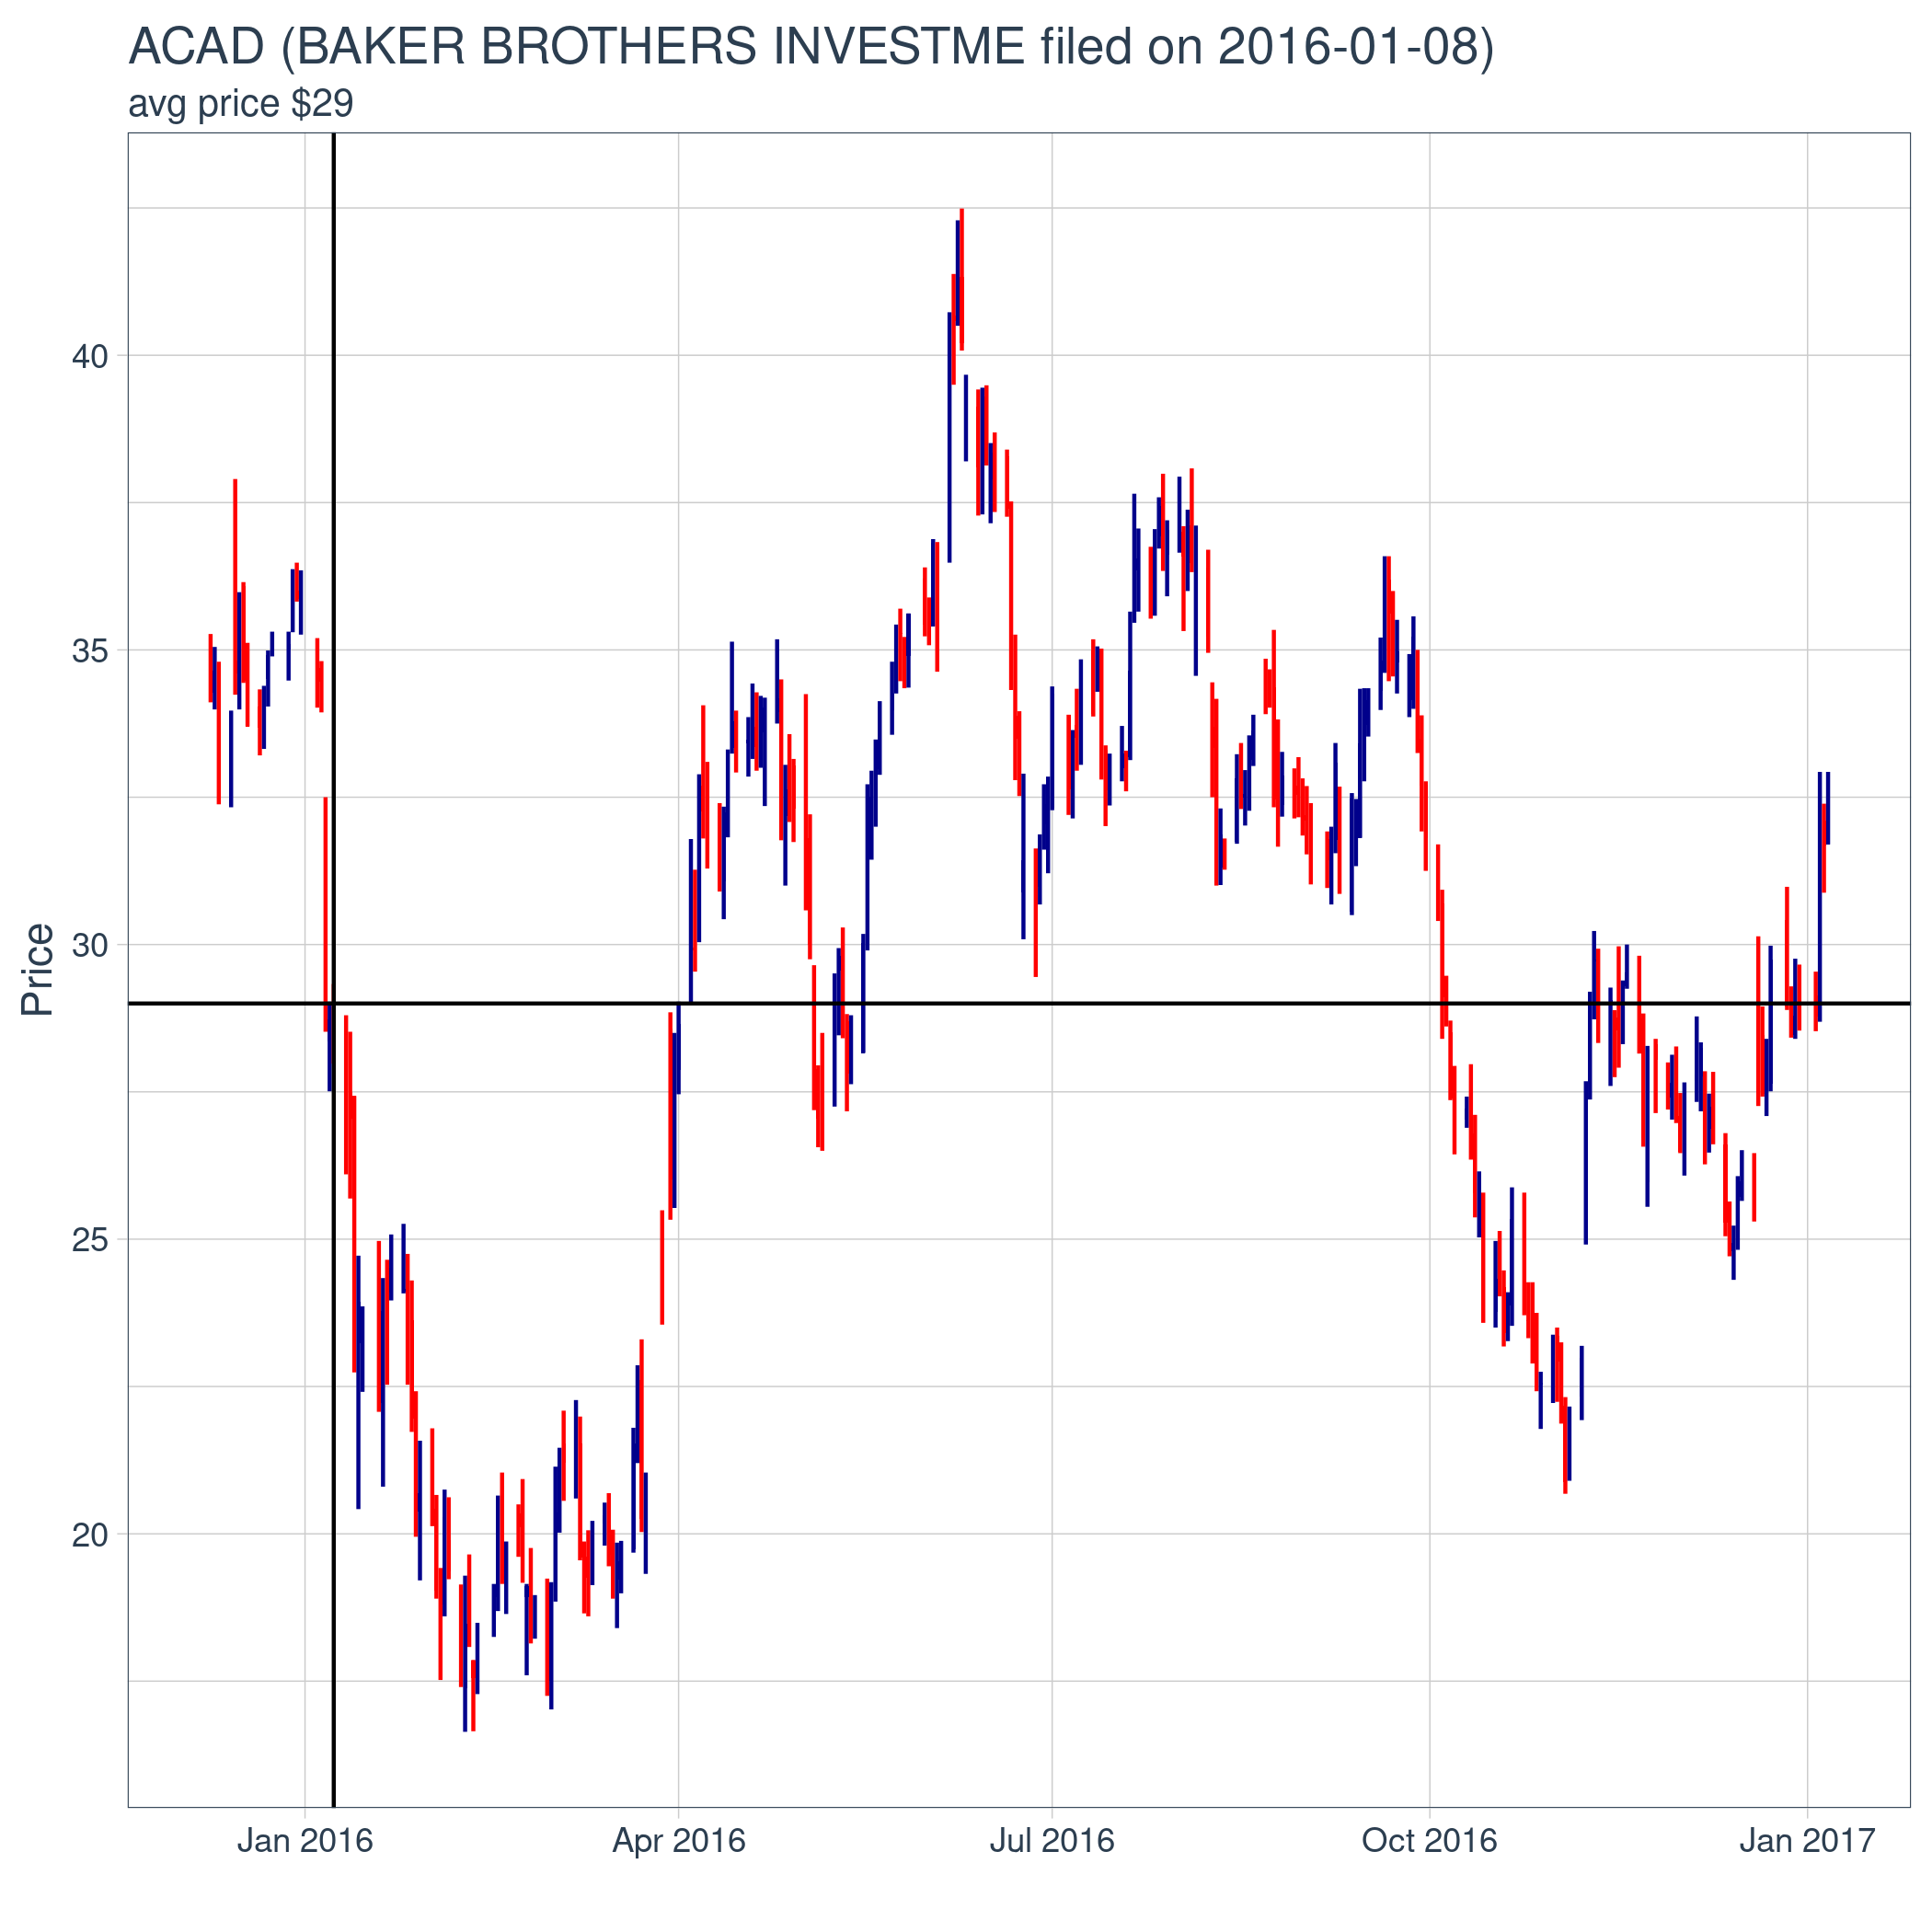 ACAD (BAKER BROTHERS INVESTME filed on 2016-01-08)
avg price $29
Price
40
35
30
25
20
Jan 2016 Apr 2016 Jul 2016 Oct 2016 Jan 2017